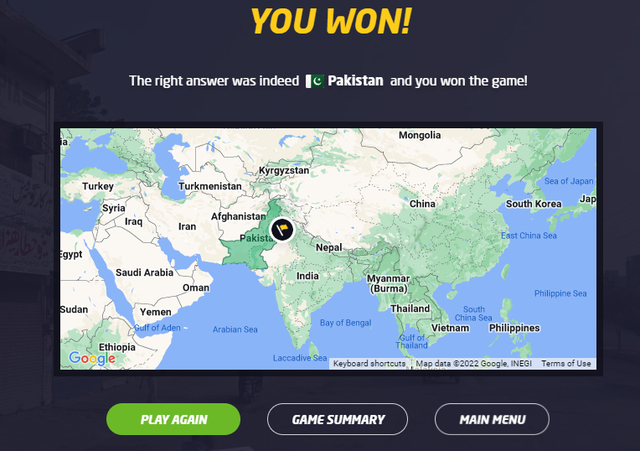 YOU WON!
The right answer was indeed Pakistan and you won the game!
Mongolia
Kyrgyzstan
Turkey
Turkmenistan
Sea of Japan
Syria
China
South Korea
Afghanistan
Iraq
Iran
Pakista
East China Sea
Nepal
Saudi Arabia
India
Oman
Myanmar
(Burma)
Philippine Sea
Sudan
Yemen
Thailand
South
China Sea
Gulf of Aden
Arabian Sea
Bay of Bengal
Vietnam
Philippines
Gulf of
Thailand
Ethiopia
Laccadive Sea
Google
Keyboard shortcuts
Map data ©2022 Google, INEGI
Terms of Use
PLAY AGAIN
GAME SUMMARY
MAIN MENU